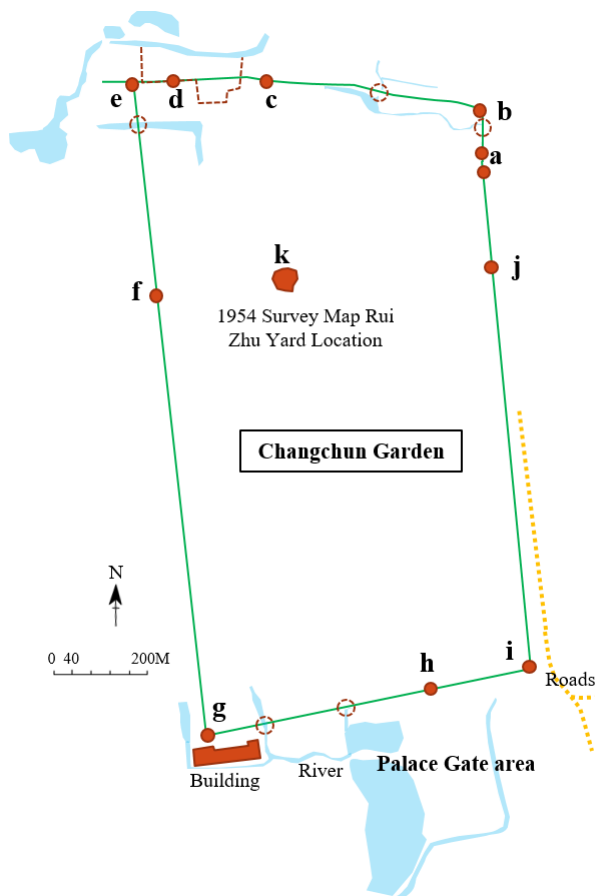 e
d
c
b
a
j
k
f
1954 Survey Map Rui
Zhu Yard Location
Changchun Garden
N
0 40 200M
i
h
Roads
g
Palace Gate area
River
Building